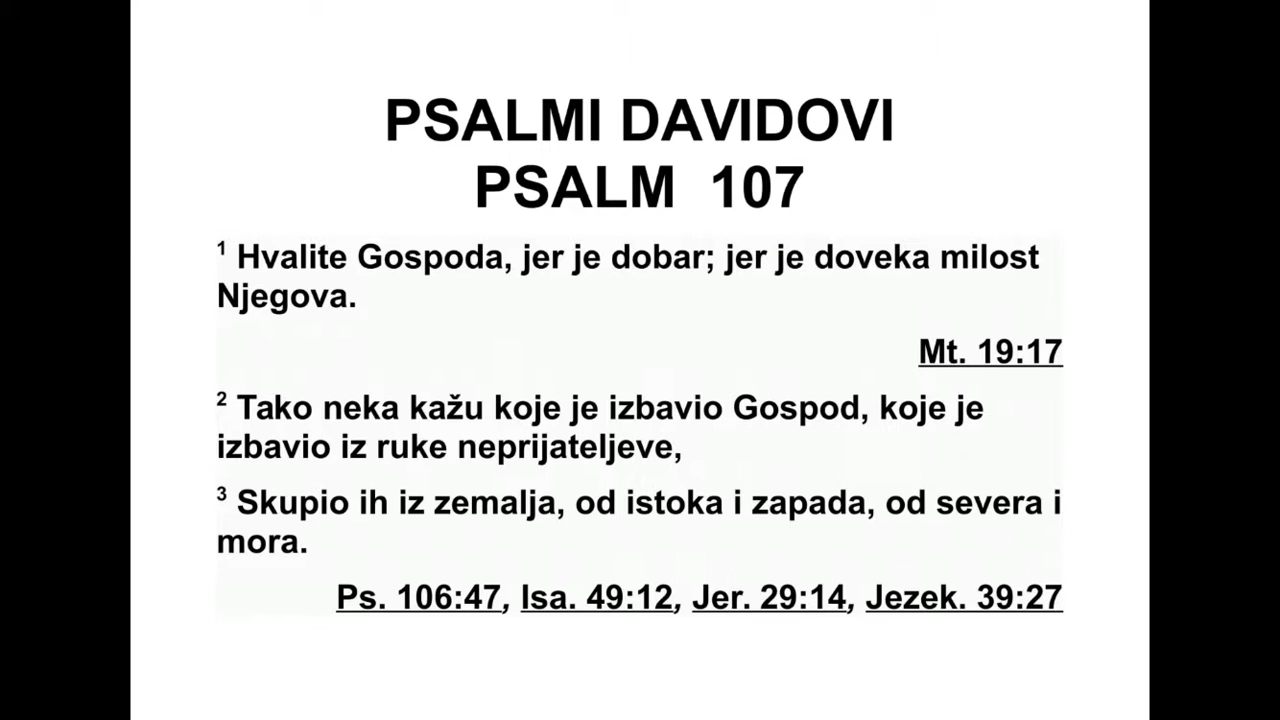 PSALMI DAVIDOVI
PSALM 107
1 Hvalite Gospoda, jer je dobar; jer je doveka milost
Njegova.
Mt. 19:17
2 Tako neka kažu koje je izbavio Gospod, koje je
izbavio iz ruke neprijateljeve,
3 Skupio ih iz zemalja, od istoka i zapada, od severa i
mora.
Ps. 106:47, Isa. 49:12, Jer. 29:14, Jezek. 39:27